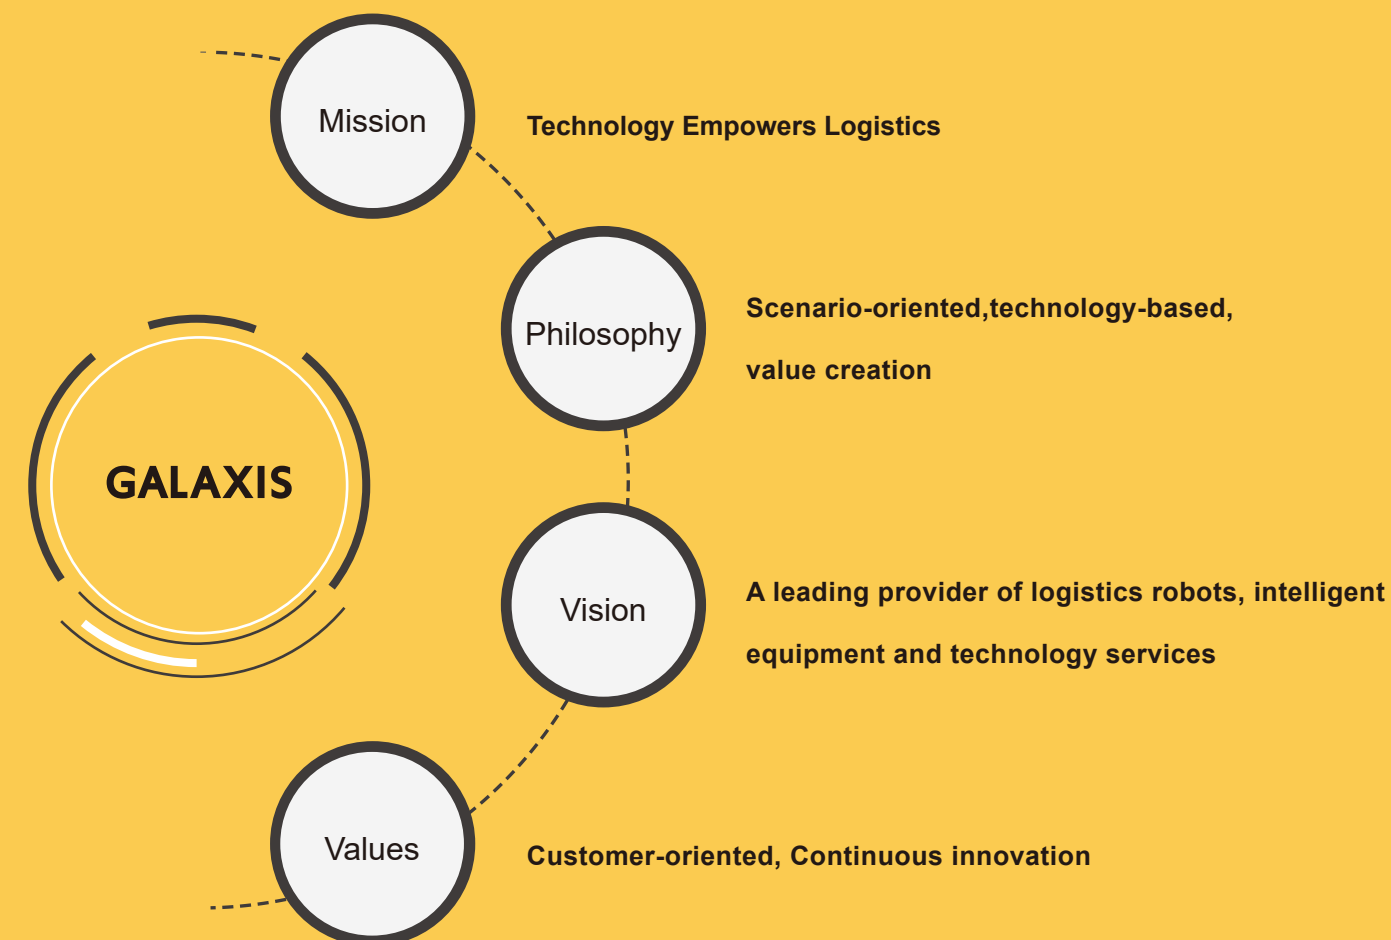 Mission
Technology Empowers Logistics
Philosophy
Scenario-oriented,technology-based,
value creation
GALAXIS
Vision
A leading provider of logistics robots, intelligent
equipment and technology services
Values
Customer-oriented, Continuous innovation